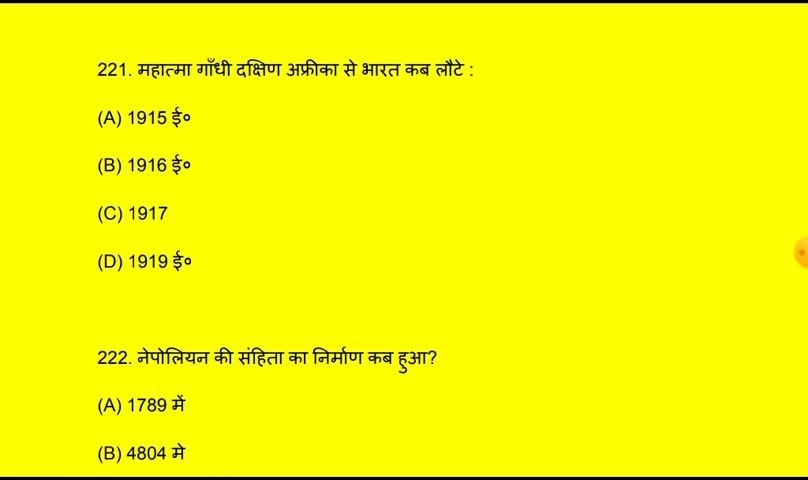 221. महात्मा गाँधी दक्षिण अफ्रीका से भारत कब लौटे :
(A) 1915 ई०
(B) 1916 ई०
(C) 1917
(D) 1919 ई०
222. नेपोलियन की संहिता का निर्माण कब हुआ?
(A) 1789 में
(B) 4804 मे